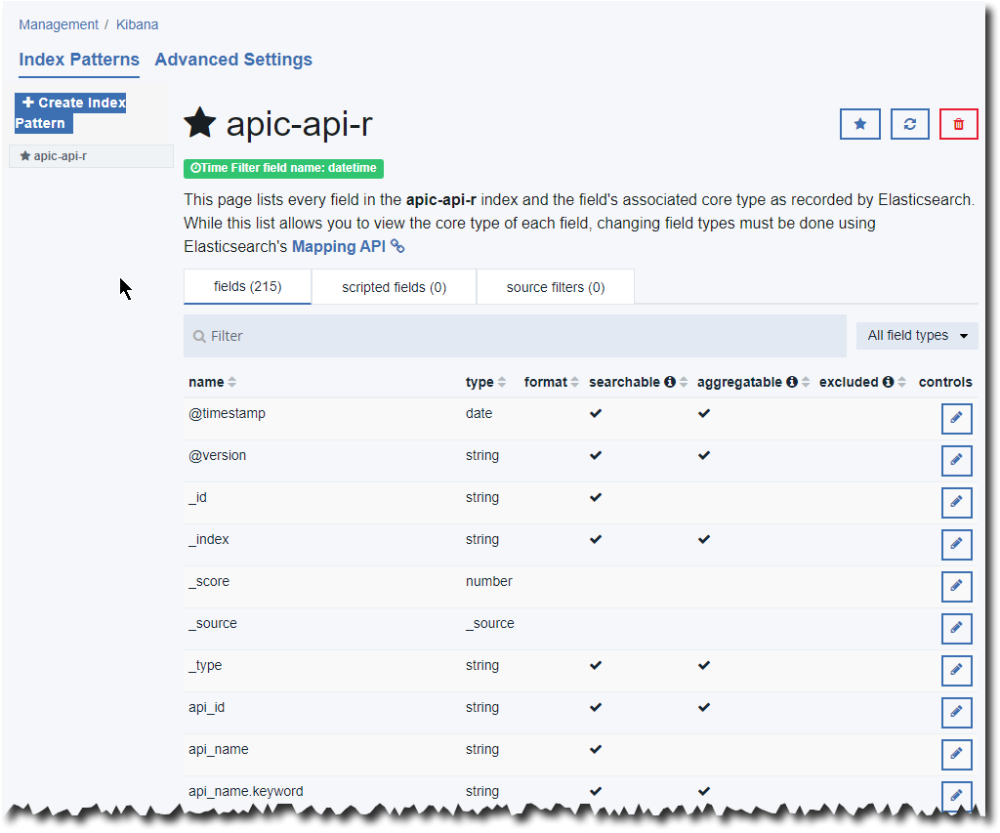 Management / Kibana
Index Patterns Advanced Settings
Create Index
Pattern
apic-api-r
apic-api-r
Time Filter field name: datetime
This page lists every field in the apic-api-r index and the field's associated core type as recorded by Elasticsearch.
While this list allows you to view the core type of each field, changing field types must be done using
Elasticsearch's Mapping API
fields (215) scripted fields (0) source filters (0)
Filter All field types
name type format searchable aggregatable excluded controls
@timestamp date
@version string
_id string
_index string
_score number
_source _source
_type string
api_id string
api_name string
api_name.keyword string